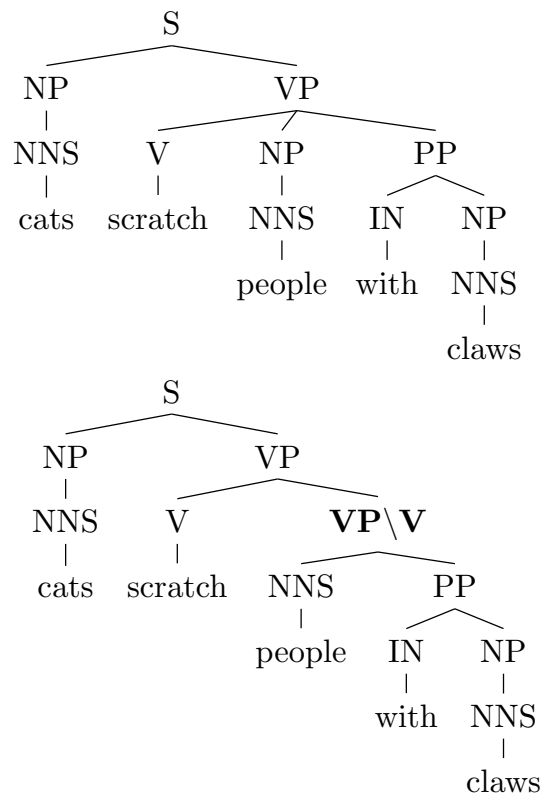 S
NP VP
NNS V NP PP
cats scratch NNS IN NP
people with NNS
claws
S
NP VP
NNS V VP\V
cats scratch NNS PP
people IN NP
with NNS
claws